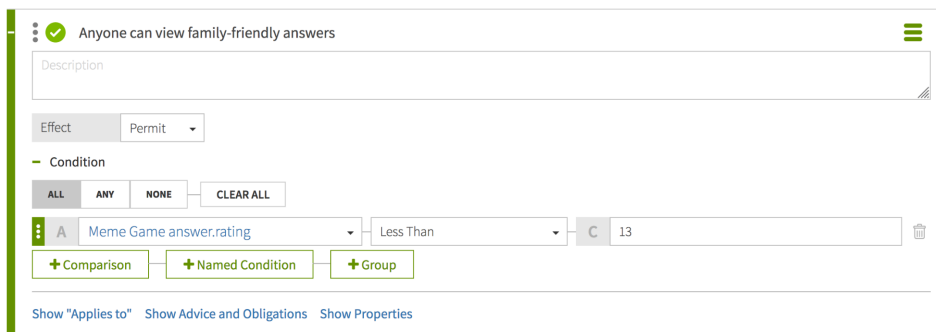 Anyone can view family-friendly answers
Description
Effect Permit
Condition
ALL ANY NONE CLEAR ALL
A Meme Game answer.rating Less Than C 13
+ Comparison + Named Condition + Group
Show "Applies to" Show Advice and Obligations Show Properties